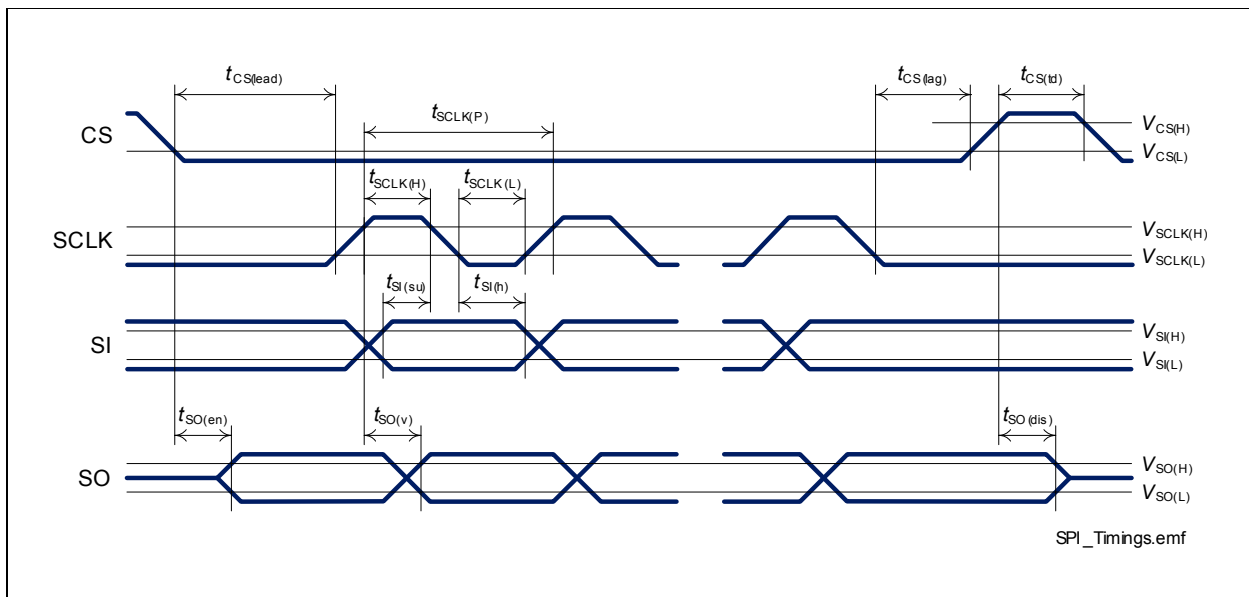 tCS(lead)
tCS(lag)
tCS(td)
tSCLK(P)
CS
VCS(H)
VCS(L)
tSCLK(H)
tSCLK(L)
SCLK
VSCLK(H)
VSCLK(L)
tSI(su)
tSI(h)
SI
VSI(H)
VSI(L)
tSO(en)
tSO(v)
tSO(dis)
SO
VSO(H)
VSO(L)
SPI_Timings.emf